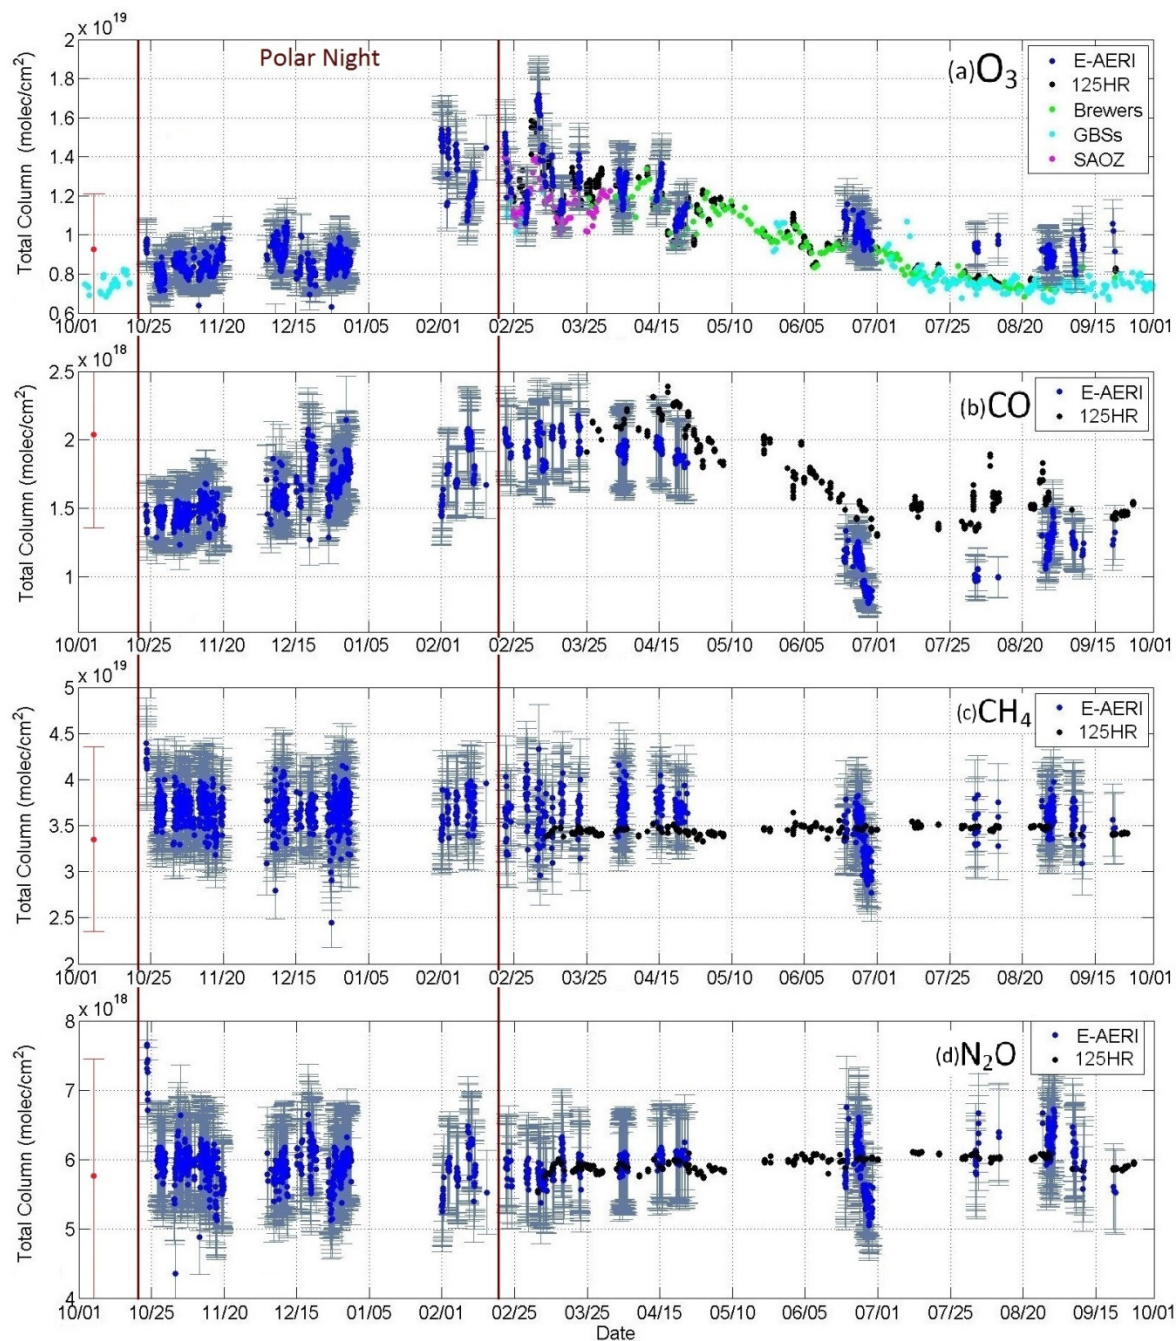 x 10^19
2
1.8
1.6
1.4
1.2
1
0.8
0.6
Total Column (molec/cm²)
Polar Night
(a)O₃
E-AERI
125HR
Brewers
GBSs
SAOZ
10/01 10/25 11/20 12/15 01/05 02/01 02/25 03/25 04/15 05/10 06/05 07/01 07/25 08/20 09/15 10/01
x 10^18
2.5
2
1.5
1
Total Column (molec/cm²)
(b)CO
E-AERI
125HR
10/01 10/25 11/20 12/15 01/05 02/01 02/25 03/25 04/15 05/10 06/05 07/01 07/25 08/20 09/15 10/01
x 10^19
5
4.5
4
3.5
3
2.5
2
Total Column (molec/cm²)
(c)CH₄
E-AERI
125HR
10/01 10/25 11/20 12/15 01/05 02/01 02/25 03/25 04/15 05/10 06/05 07/01 07/25 08/20 09/15 10/01
x 10^18
8
7
6
5
4
Total Column (molec/cm²)
(d)N₂O
E-AERI
125HR
10/01 10/25 11/20 12/15 01/05 02/01 02/25 03/25 04/15 05/10 06/05 07/01 07/25 08/20 09/15 10/01
Date